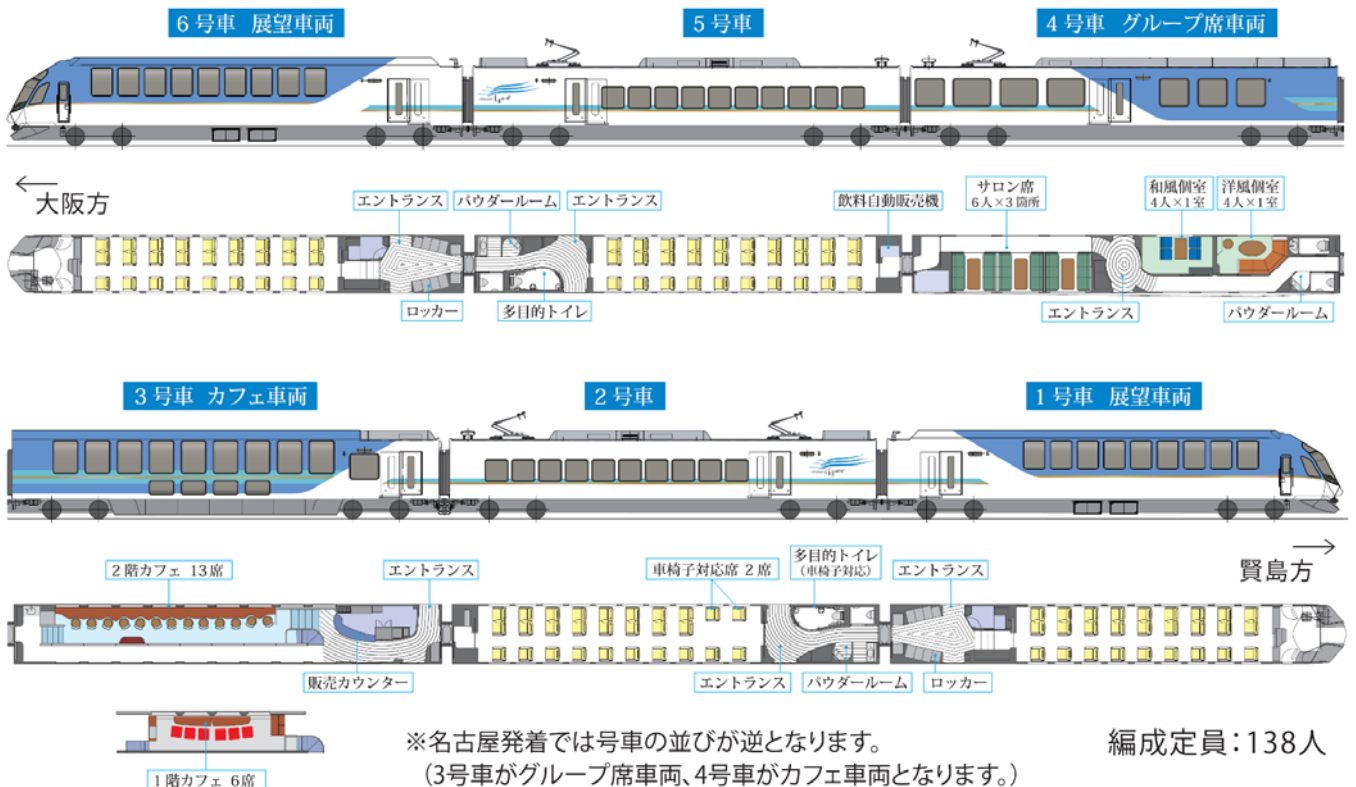 6号車 展望車両
5号車
4号車 グループ席車両
大阪方
エントランス
パウダールーム
エントランス
飲料自動販売機
サロン席
6人×3箇所
和風個室
4人×1室
洋風個室
4人×1室
ロッカー
多目的トイレ
エントランス
パウダールーム
3号車 カフェ車両
2号車
1号車 展望車両
賢島方
2階カフェ 13席
エントランス
車椅子対応席 2席
多目的トイレ
(車椅子対応)
エントランス
販売カウンター
エントランス
パウダールーム
ロッカー
1階カフェ 6席
※名古屋発着では号車の並びが逆となります。
(3号車がグループ席車両、4号車がカフェ車両となります。)
編成定員:138人